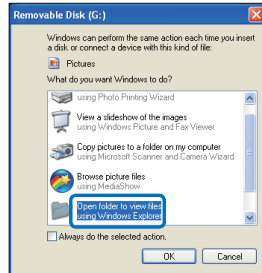 Removable Disk (G:)
Windows can perform the same action each time you insert
a disk or connect a device with this kind of file:
Pictures
What do you want Windows to do?
using Photo Printing Wizard
View a slideshow of the images
using Windows Picture and Fax Viewer
Copy pictures to a folder on my computer
using Microsoft Scanner and Camera Wizard
Browse picture files
using MediaShow
Open folder to view files
using Windows Explorer
Always do the selected action.
OK
Cancel